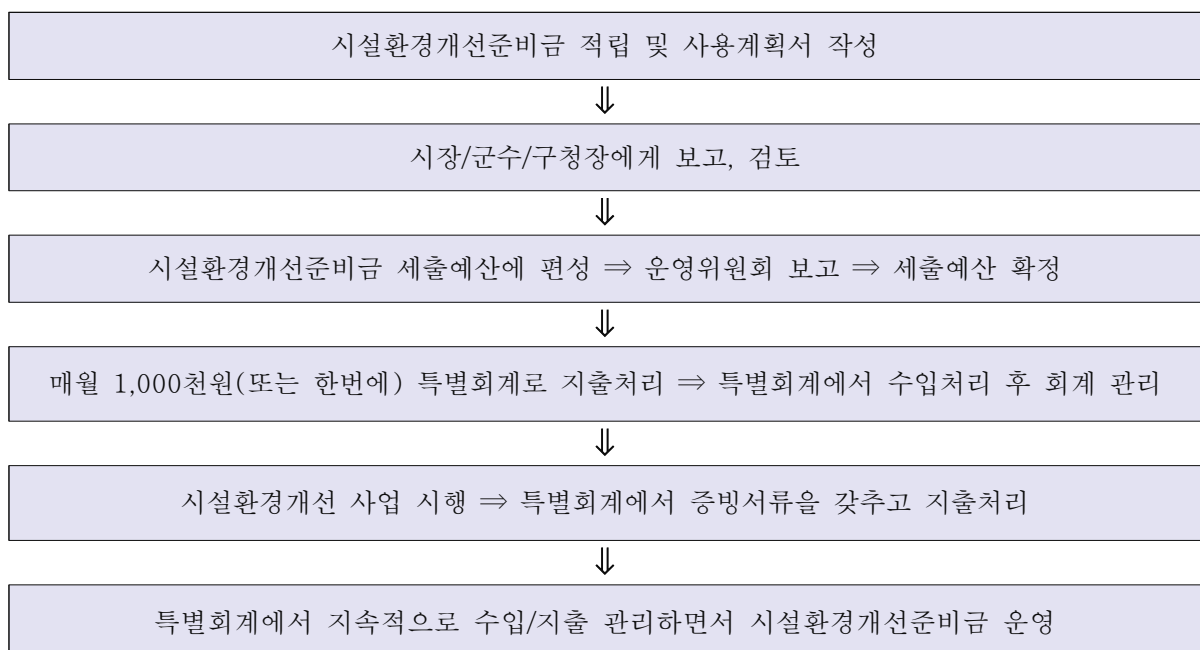 시설환경개선준비금 적립 및 사용계획서 작성
⇓
시장/군수/구청장에게 보고, 검토
⇓
시설환경개선준비금 세출예산에 편성 ⇒ 운영위원회 보고 ⇒ 세출예산 확정
⇓
매월 1,000천원(또는 한번에) 특별회계로 지출처리 ⇒ 특별회계에서 수입처리 후 회계 관리
⇓
시설환경개선 사업 시행 ⇒ 특별회계에서 증빙서류을 갖추고 지출처리
⇓
특별회계에서 지속적으로 수입/지출 관리하면서 시설환경개선준비금 운영